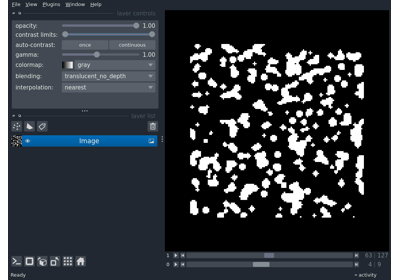 File View Plugins Window Help
layer controls
opacity: 1.00
contrast limits:
auto-contrast: once continuous
gamma: 1.00
colormap: gray
blending: translucent_no_depth
interpolation: nearest
layer list
Image
1 63 127
0 4 9
Ready activity